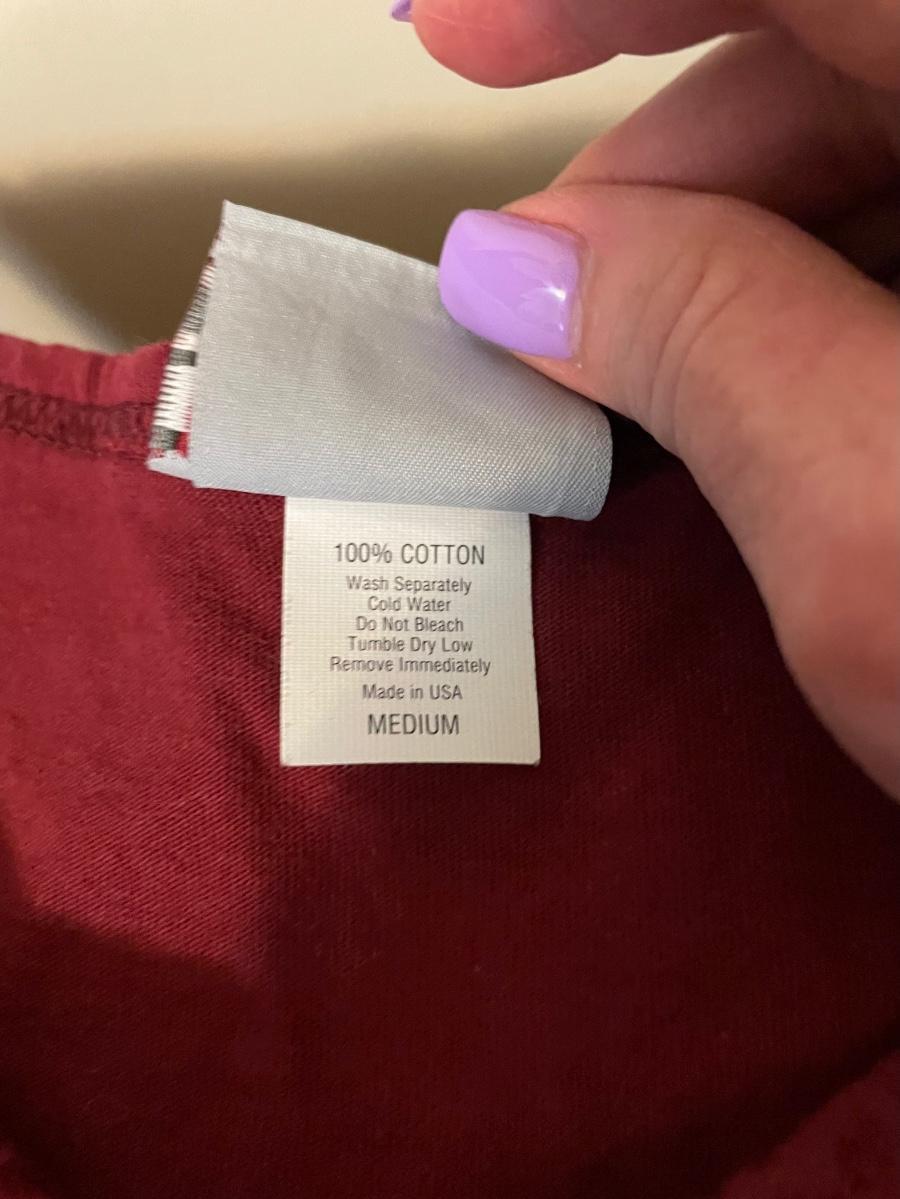 100% COTTON
Wash Separately
Cold Water
Do Not Bleach
Tumble Dry Low
Remove Immediately
Made in USA
MEDIUM